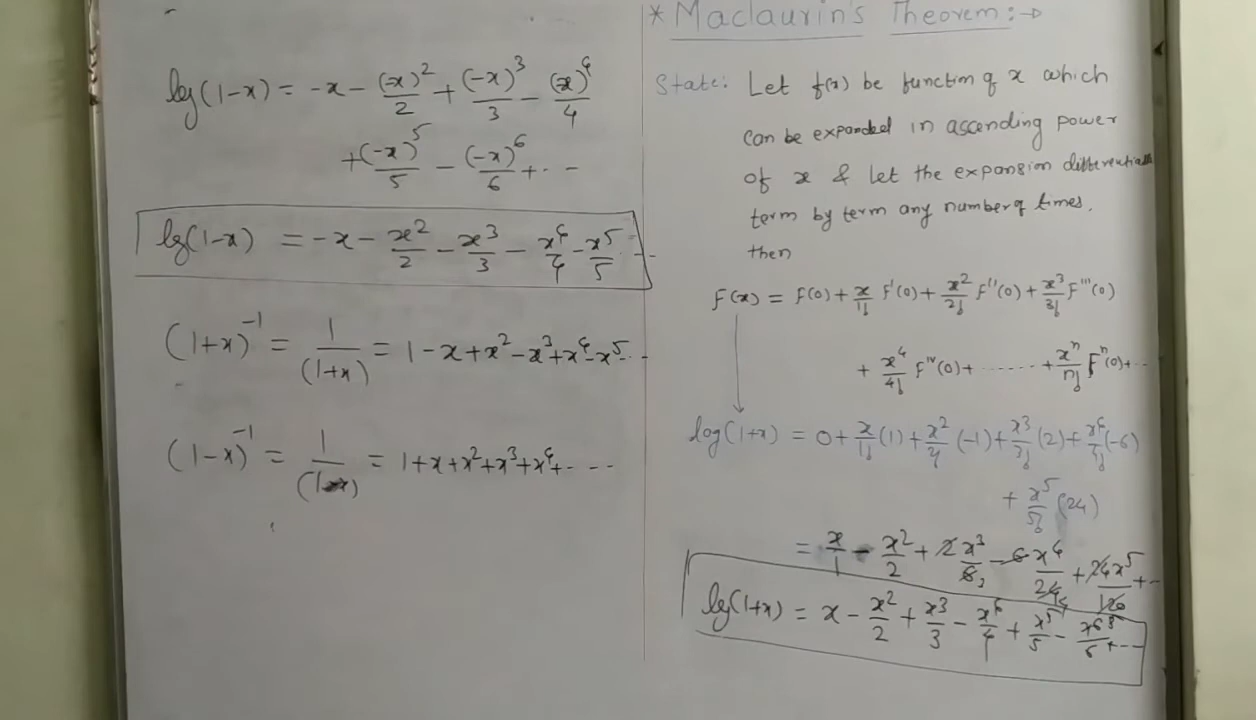 log(1-x) = -x - (-x)²/2 + (-x)³/3 - (-x)⁴/4
+ (-x)⁵/5 - (-x)⁶/6 + . - -
log(1-x) = -x - x²/2 - x³/3 - x⁴/4 - x⁵/5 - -
(1+x)⁻¹ = 1/(1+x) = 1-x+x²-x³+x⁴-x⁵- -
(1-x)⁻¹ = 1/(1-x) = 1+x+x²+x³+x⁴+. - - -
* Maclaurin's Theorem:→
State: Let f(x) be function of x which
can be expanded in ascending power
of x & let the expansion differentiable
term by term any number of times.
then
F(x) = F(0) + x/1! F'(0) + x²/2! F''(0) + x³/3! F'''(0)
+ x⁴/4! Fⁱᵛ(0) + ...... + xⁿ/n! Fⁿ(0) + ..
log(1+x) = 0 + x/1! (1) + x²/2! (-1) + x³/3! (2) + x⁴/4! (-6)
+ x⁵/5! (24)
= x/1 - x²/2 + 2x³/6 3 - 6x⁴/24 4 + 24x⁵/120 + - -
log(1+x) = x - x²/2 + x³/3 - x⁴/4 + x⁵/5 - x⁶/6 + - - -